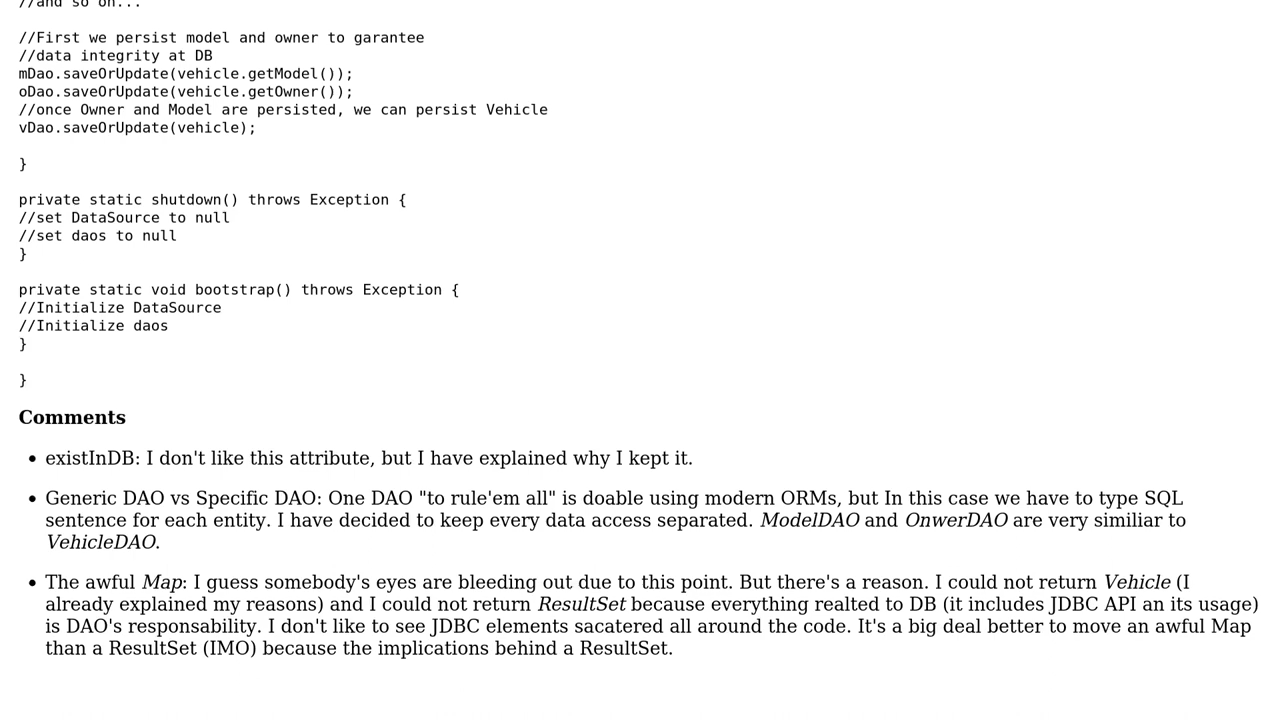 //and so on...
//First we persist model and owner to garantee
//data integrity at DB
mDao.saveOrUpdate(vehicle.getModel());
oDao.saveOrUpdate(vehicle.getOwner());
//once Owner and Model are persisted, we can persist Vehicle
vDao.saveOrUpdate(vehicle);
}
private static shutdown() throws Exception {
//set DataSource to null
//set daos to null
}
private static void bootstrap() throws Exception {
//Initialize DataSource
//Initialize daos
}
}
Comments
• existInDB: I don't like this attribute, but I have explained why I kept it.
• Generic DAO vs Specific DAO: One DAO "to rule'em all" is doable using modern ORMs, but In this case we have to type SQL
sentence for each entity. I have decided to keep every data access separated. ModelDAO and OnwerDAO are very similiar to
VehicleDAO.
• The awful Map: I guess somebody's eyes are bleeding out due to this point. But there's a reason. I could not return Vehicle (I
already explained my reasons) and I could not return ResultSet because everything realted to DB (it includes JDBC API an its usage)
is DAO's responsability. I don't like to see JDBC elements sacatered all around the code. It's a big deal better to move an awful Map
than a ResultSet (IMO) because the implications behind a ResultSet.